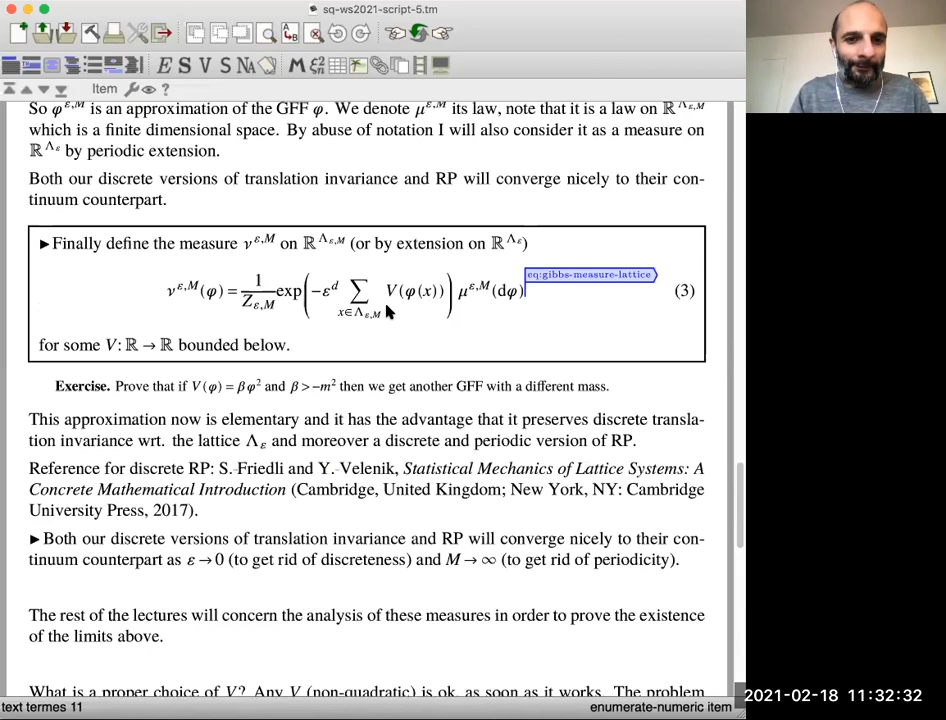 sq-ws2021-script-5.tm
E S V S NA
Item
So φ^{ε,M} is an approximation of the GFF φ. We denote μ^{ε,M} its law, note that it is a law on ℝ^{Λ_{ε,M}}
which is a finite dimensional space. By abuse of notation I will also consider it as a measure on
ℝ^{Λ_ε} by periodic extension.
Both our discrete versions of translation invariance and RP will converge nicely to their con-
tinuum counterpart.
▶Finally define the measure ν^{ε,M} on ℝ^{Λ_{ε,M}} (or by extension on ℝ^{Λ_ε})
ν^{ε,M}(φ) = 1/Z_{ε,M} exp(−ε^d ∑_{x∈Λ_{ε,M}} V(φ(x))) μ^{ε,M}(dφ) eq:gibbs-measure-lattice (3)
for some V: ℝ → ℝ bounded below.
Exercise. Prove that if V(φ) = βφ² and β > −m² then we get another GFF with a different mass.
This approximation now is elementary and it has the advantage that it preserves discrete transla-
tion invariance wrt. the lattice Λ_ε and moreover a discrete and periodic version of RP.
Reference for discrete RP: S. Friedli and Y. Velenik, Statistical Mechanics of Lattice Systems: A
Concrete Mathematical Introduction (Cambridge, United Kingdom; New York, NY: Cambridge
University Press, 2017).
▶Both our discrete versions of translation invariance and RP will converge nicely to their con-
tinuum counterpart as ε → 0 (to get rid of discreteness) and M → ∞ (to get rid of periodicity).
The rest of the lectures will concern the analysis of these measures in order to prove the existence
of the limits above.
What is a proper choice of V? Any V (non-quadratic) is ok, as soon as it works. The problem
text termes 11
enumerate-numeric item
2021-02-18 11:32:32